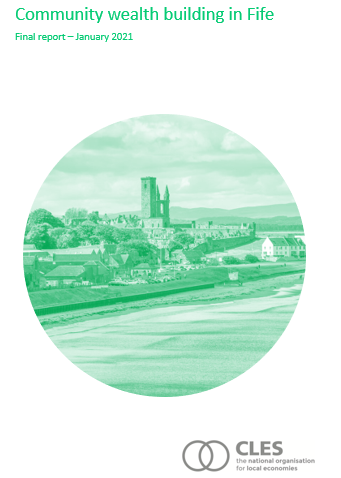 Community wealth building in Fife
Final report – January 2021
CLES
the national organisation
for local economies